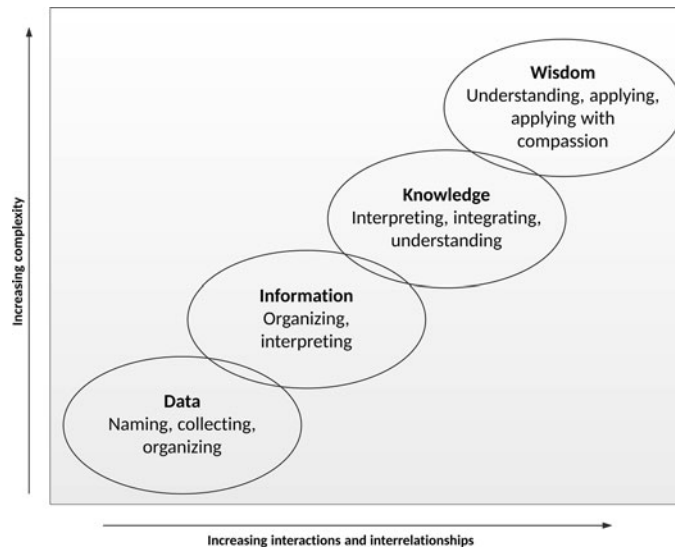 Wisdom
Understanding, applying,
applying with
compassion
Knowledge
Interpreting, integrating,
understanding
Information
Organizing,
interpreting
Data
Naming, collecting,
organizing
Increasing complexity
Increasing interactions and interrelationships